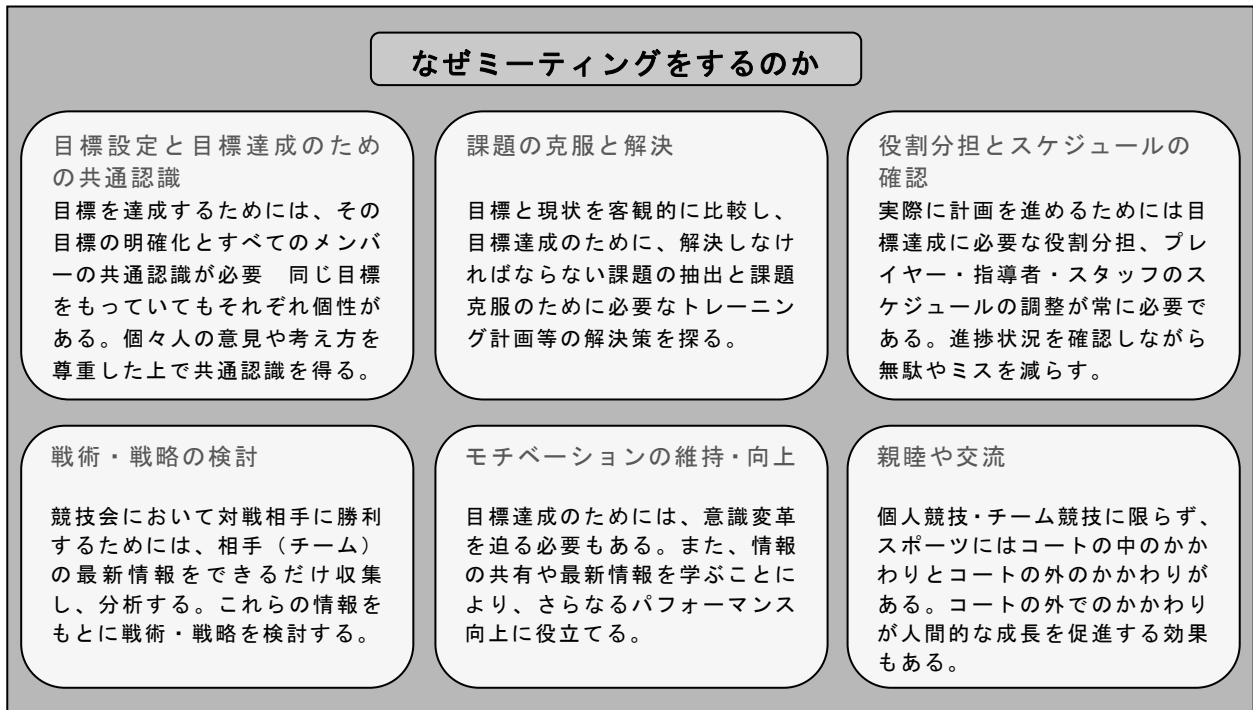 なぜミーティングをするのか
目標設定と目標達成のため
の共通認識
目標を達成するためには、その
目標の明確化とすべてのメンバ
ーの共通認識が必要　同じ目標
をもっていてもそれぞれ個性が
ある。個々人の意見や考え方を
尊重した上で共通認識を得る。
課題の克服と解決
目標と現状を客観的に比較し、
目標達成のために、解決しなけ
ればならない課題の抽出と課題
克服のために必要なトレーニン
グ計画等の解決策を探る。
役割分担とスケジュールの
確認
実際に計画を進めるためには目
標達成に必要な役割分担、プレ
イヤー・指導者・スタッフのス
ケジュールの調整が常に必要で
ある。進捗状況を確認しながら
無駄やミスを減らす。
戦術・戦略の検討
競技会において対戦相手に勝利
するためには、相手（チーム）
の最新情報をできるだけ収集
し、分析する。これらの情報を
もとに戦術・戦略を検討する。
モチベーションの維持・向上
目標達成のためには、意識変革
を迫る必要もある。また、情報
の共有や最新情報を学ぶことに
より、さらなるパフォーマンス
向上に役立てる。
親睦や交流
個人競技・チーム競技に限らず、
スポーツにはコートの中のかか
わりとコートの外のかかわりが
ある。コートの外でのかかわり
が人間的な成長を促進する効果
もある。